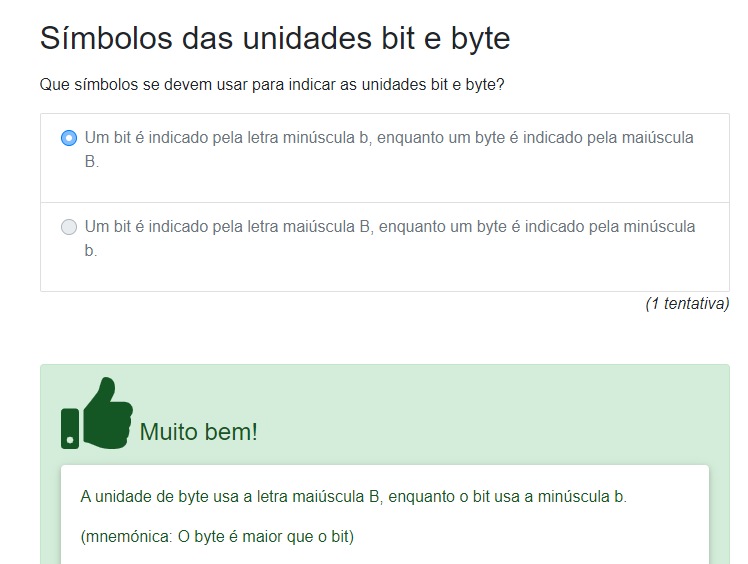 Símbolos das unidades bit e byte
Que símbolos se devem usar para indicar as unidades bit e byte?
Um bit é indicado pela letra minúscula b, enquanto um byte é indicado pela maiúscula
B.
Um bit é indicado pela letra maiúscula B, enquanto um byte é indicado pela minúscula
b.
(1 tentativa)
Muito bem!
A unidade de byte usa a letra maiúscula B, enquanto o bit usa a minúscula b.
(mnemónica: O byte é maior que o bit)